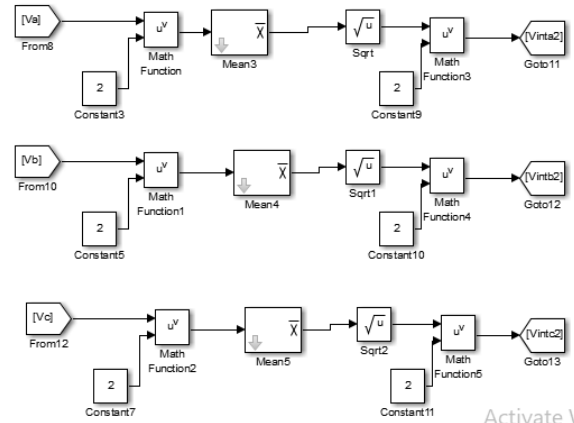 [Va]
From8
2
Constant3
u^v
Math
Function
x̅
Mean3
√u
Sqrt
2
Constant9
u^v
Math
Function3
[Vinta2]
Goto11
[Vb]
From10
2
Constant5
u^v
Math
Function1
x̅
Mean4
√u
Sqrt1
2
Constant10
u^v
Math
Function4
[Vintb2]
Goto12
[Vc]
From12
2
Constant7
u^v
Math
Function2
x̅
Mean5
√u
Sqrt2
2
Constant11
u^v
Math
Function5
[Vintc2]
Goto13
Activate